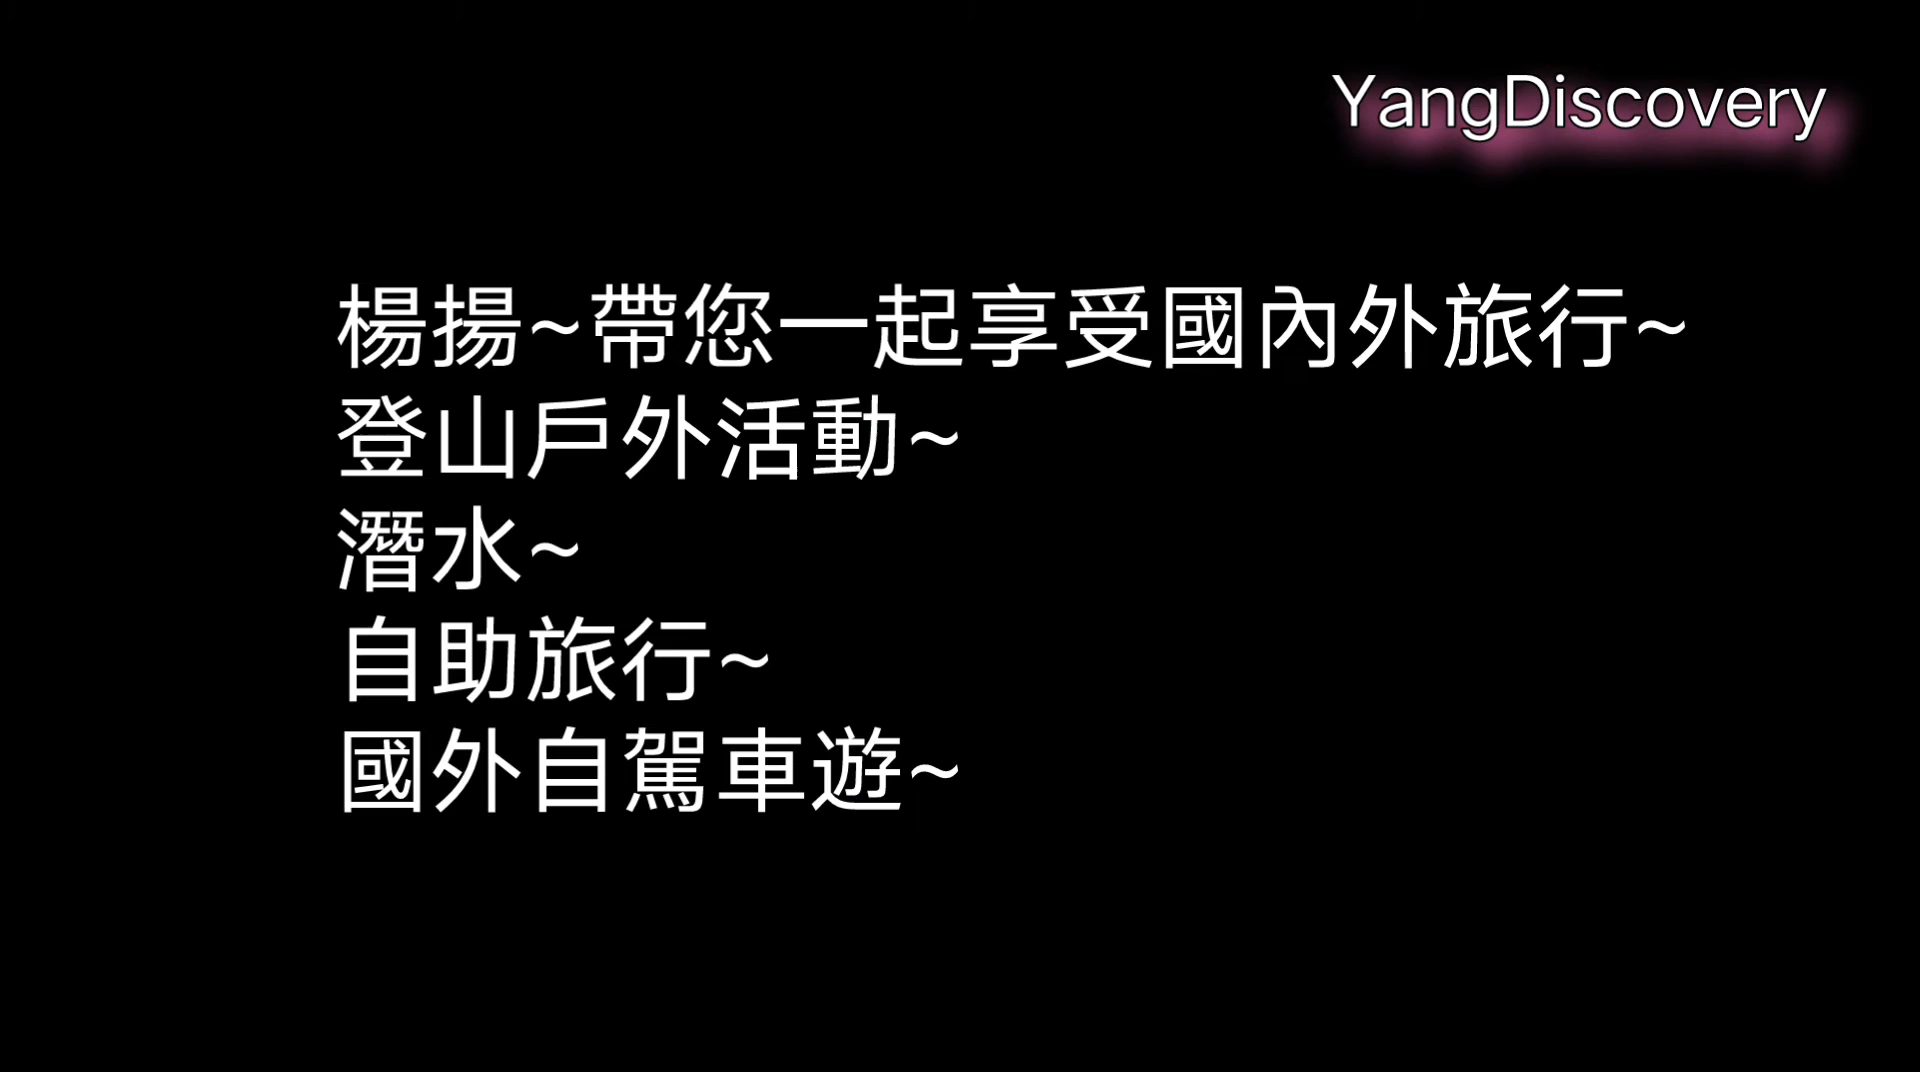 YangDiscovery
楊揚~帶您一起享受國內外旅行~
登山戶外活動~
潛水~
自助旅行~
國外自駕車遊~